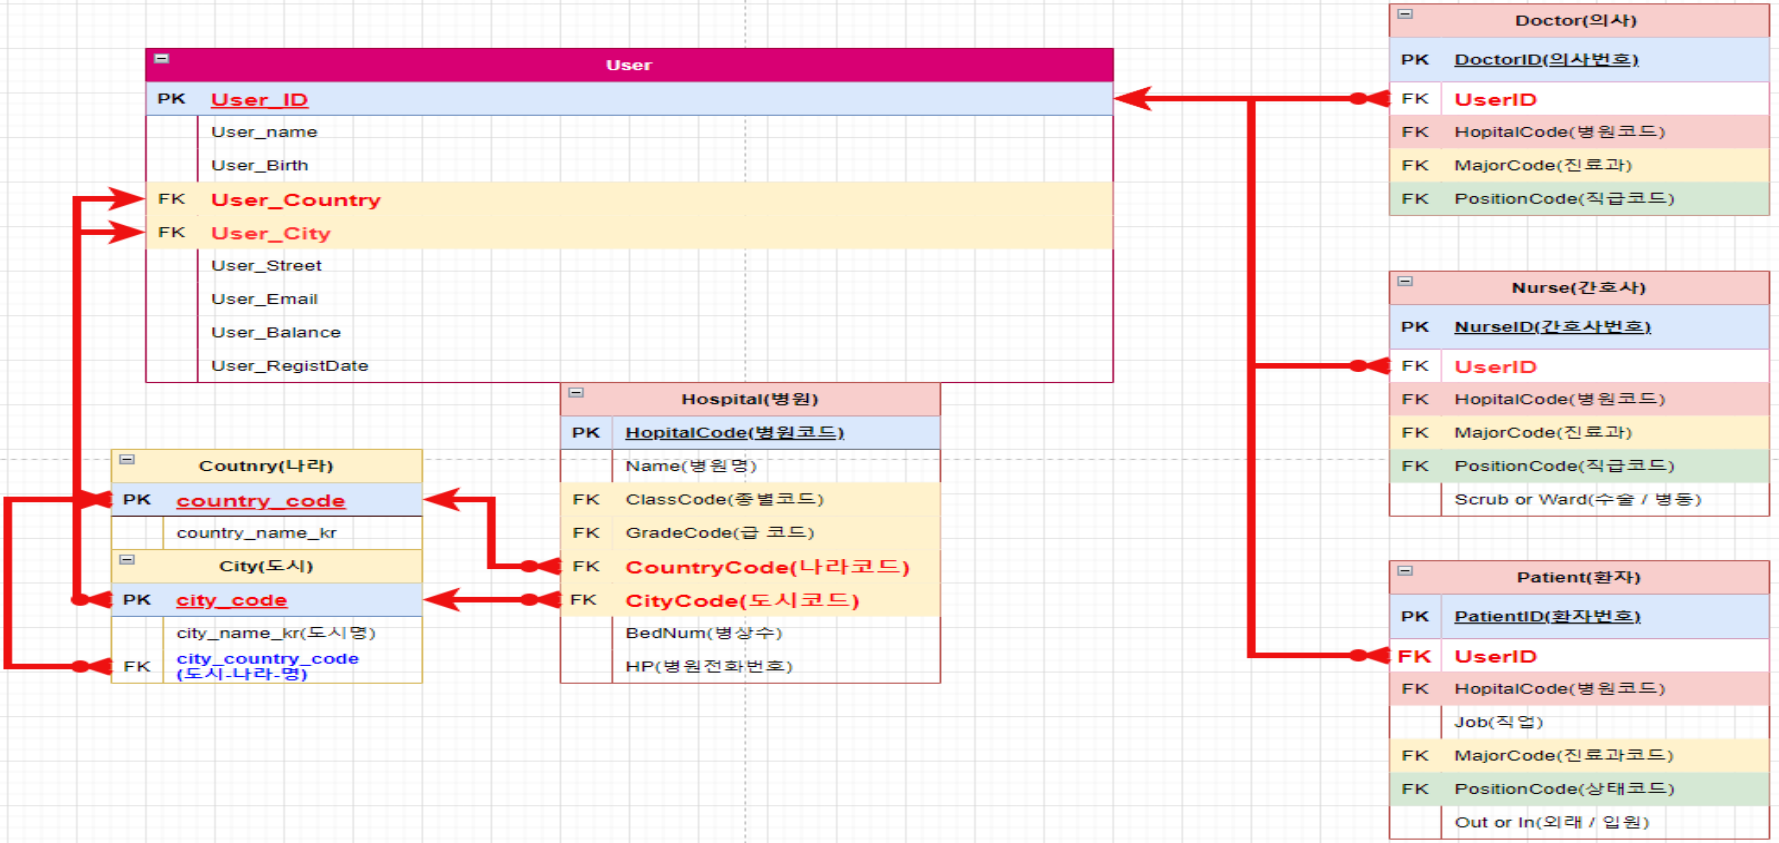 User
PK User_ID
User_name
User_Birth
FK User_Country
FK User_City
User_Street
User_Email
User_Balance
User_RegistDate
Coutnry(나라)
PK country_code
country_name_kr
City(도시)
PK city_code
city_name_kr(도시명)
FK city_country_code
(도시-나라-명)
Hospital(병원)
PK HopitalCode(병원코드)
Name(병원명)
FK ClassCode(종별코드)
FK GradeCode(급 코드)
FK CountryCode(나라코드)
FK CityCode(도시코드)
BedNum(병상수)
HP(병원전화번호)
Doctor(의사)
PK DoctorID(의사번호)
FK UserID
FK HopitalCode(병원코드)
FK MajorCode(진료과)
FK PositionCode(직급코드)
Nurse(간호사)
PK NurseID(간호사번호)
FK UserID
FK HopitalCode(병원코드)
FK MajorCode(진료과)
FK PositionCode(직급코드)
Scrub or Ward(수술 / 병동)
Patient(환자)
PK PatientID(환자번호)
FK UserID
FK HopitalCode(병원코드)
Job(직업)
FK MajorCode(진료과코드)
FK PositionCode(상태코드)
Out or In(외래 / 입원)